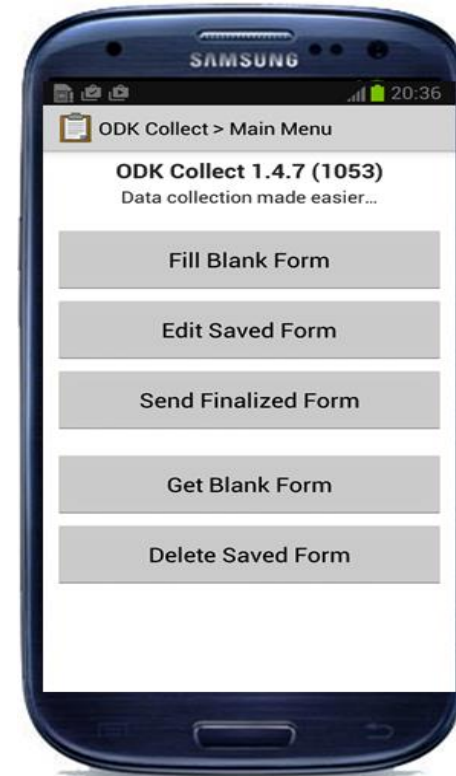 SAMSUNG
20:36
ODK Collect > Main Menu
ODK Collect 1.4.7 (1053)
Data collection made easier...
Fill Blank Form
Edit Saved Form
Send Finalized Form
Get Blank Form
Delete Saved Form